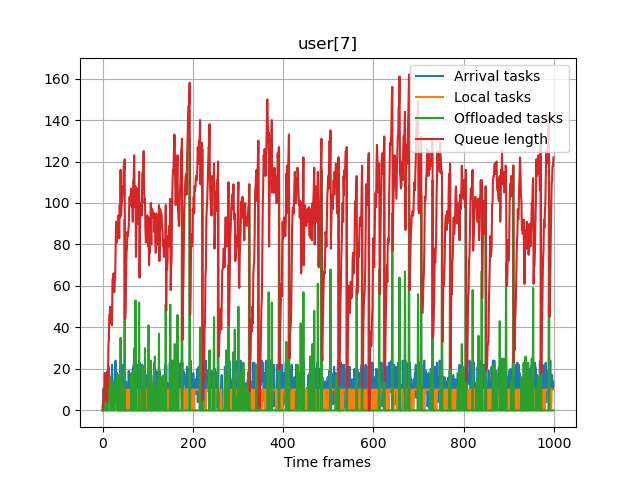 user[7]
Arrival tasks
Local tasks
Offloaded tasks
Queue length
160
140
120
100
80
60
40
20
0
0 200 400 600 800 1000
Time frames